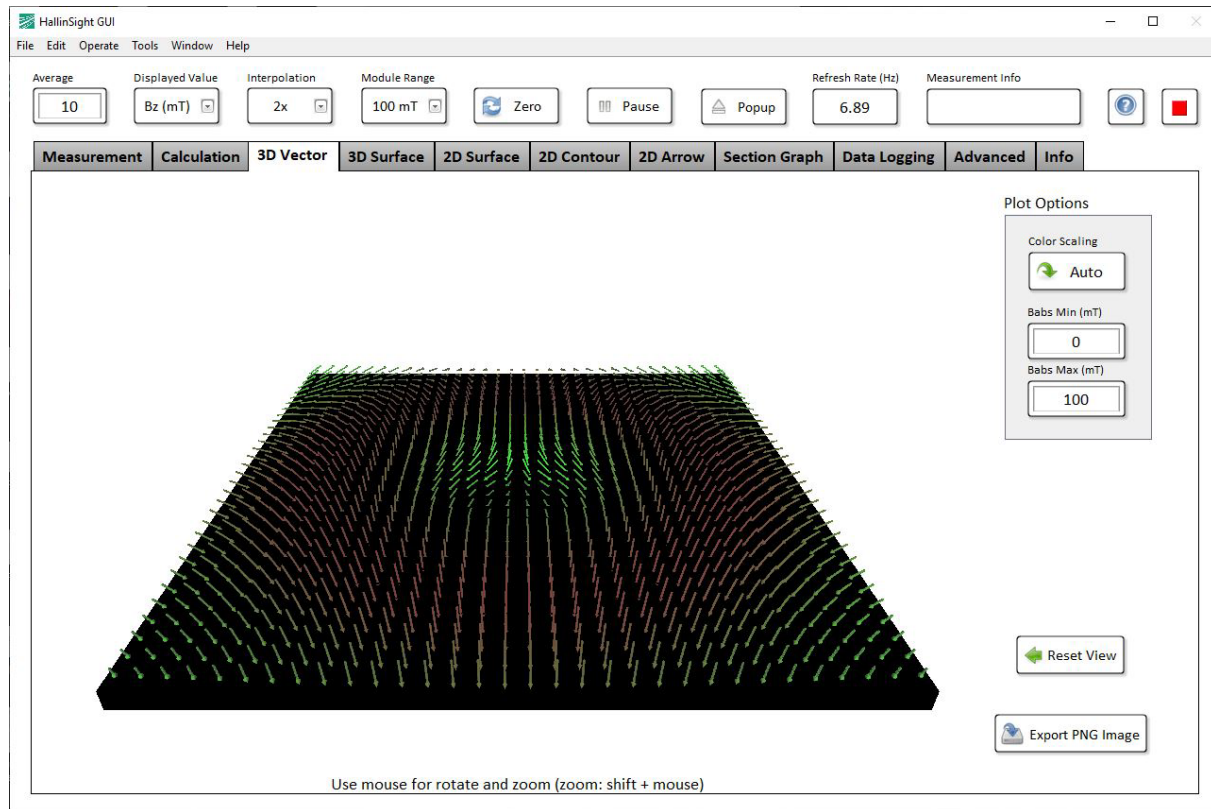 HallinSight GUI
File Edit Operate Tools Window Help
Average Displayed Value Interpolation Module Range Refresh Rate (Hz) Measurement Info
10 Bz (mT) 2x 100 mT Zero Pause Popup 6.89
Measurement Calculation 3D Vector 3D Surface 2D Surface 2D Contour 2D Arrow Section Graph Data Logging Advanced Info
Plot Options
Color Scaling
Auto
Babs Min (mT)
0
Babs Max (mT)
100
Reset View
Export PNG Image
Use mouse for rotate and zoom (zoom: shift + mouse)